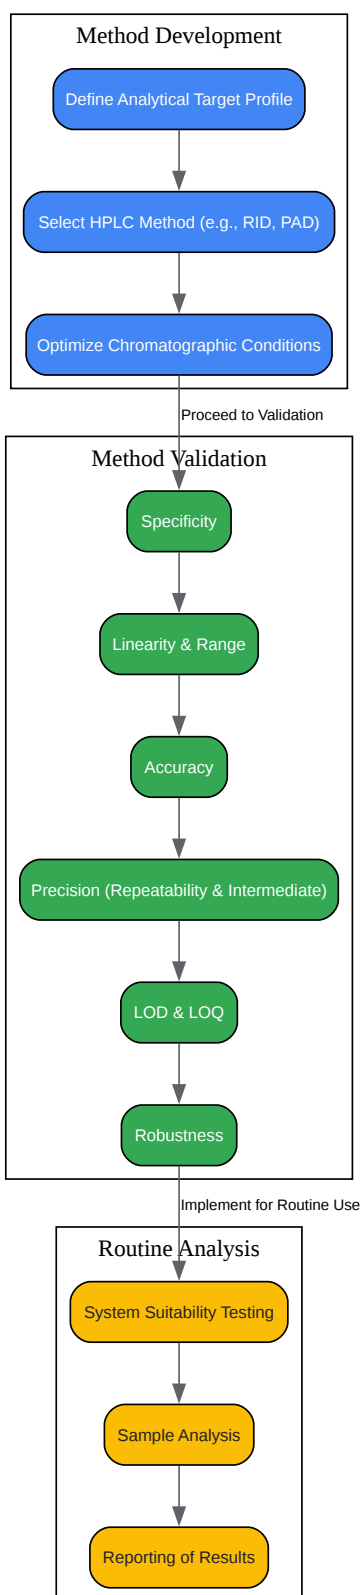 Method Development
Define Analytical Target Profile
Select HPLC Method (e.g., RID, PAD)
Optimize Chromatographic Conditions
Proceed to Validation
Method Validation
Specificity
Linearity & Range
Accuracy
Precision (Repeatability & Intermediate)
LOD & LOQ
Robustness
Implement for Routine Use
Routine Analysis
System Suitability Testing
Sample Analysis
Reporting of Results